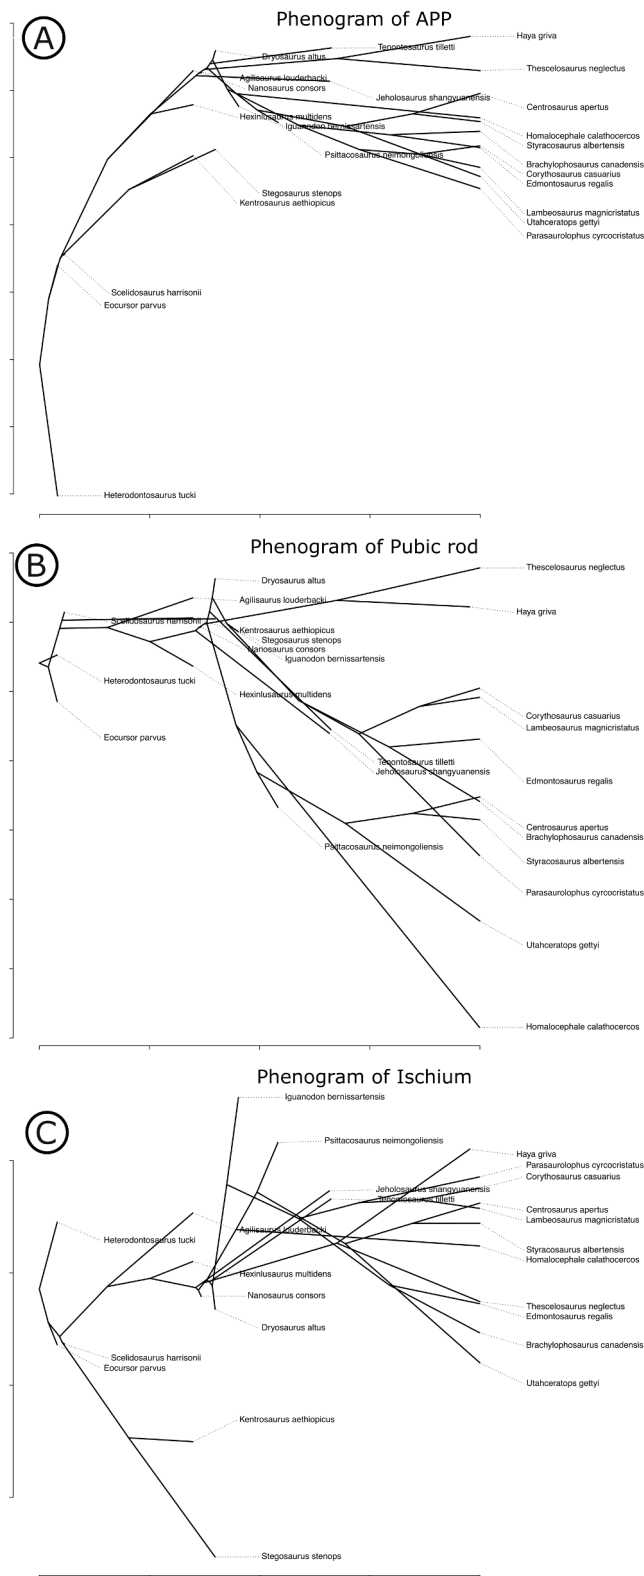 A
Phenogram of APP
Haya griva
Tenontosaurus tilletti
Dryosaurus altus
Thescelosaurus neglectus
Agilisaurus louderbacki
Nanosaurus consors
Jeholosaurus shangyuanensis
Centrosaurus apertus
Hexinlusaurus multidens
Iguanodon bernissartensis
Homalocephale calathocercos
Styracosaurus albertensis
Psittacosaurus neimongoliensis
Brachylophosaurus canadensis
Corythosaurus casuarius
Edmontosaurus regalis
Stegosaurus stenops
Kentrosaurus aethiopicus
Lambeosaurus magnicristatus
Utahceratops gettyi
Parasaurolophus cyrcocristatus
Scelidosaurus harrisonii
Eocursor parvus
Heterodontosaurus tucki
B
Phenogram of Pubic rod
Thescelosaurus neglectus
Dryosaurus altus
Agilisaurus louderbacki
Haya griva
Scelidosaurus harrisonii
Kentrosaurus aethiopicus
Stegosaurus stenops
Nanosaurus consors
Iguanodon bernissartensis
Heterodontosaurus tucki
Hexinlusaurus multidens
Corythosaurus casuarius
Lambeosaurus magnicristatus
Eocursor parvus
Tenontosaurus tilletti
Jeholosaurus shangyuanensis
Edmontosaurus regalis
Centrosaurus apertus
Brachylophosaurus canadensis
Psittacosaurus neimongoliensis
Styracosaurus albertensis
Parasaurolophus cyrcocristatus
Utahceratops gettyi
Homalocephale calathocercos
Phenogram of Ischium
C
Iguanodon bernissartensis
Psittacosaurus neimongoliensis
Haya griva
Parasaurolophus cyrcocristatus
Corythosaurus casuarius
Jeholosaurus shangyuanensis
Tenontosaurus tilletti
Centrosaurus apertus
Lambeosaurus magnicristatus
Agilisaurus louderbacki
Heterodontosaurus tucki
Styracosaurus albertensis
Homalocephale calathocercos
Hexinlusaurus multidens
Nanosaurus consors
Thescelosaurus neglectus
Edmontosaurus regalis
Dryosaurus altus
Brachylophosaurus canadensis
Scelidosaurus harrisonii
Eocursor parvus
Utahceratops gettyi
Kentrosaurus aethiopicus
Stegosaurus stenops